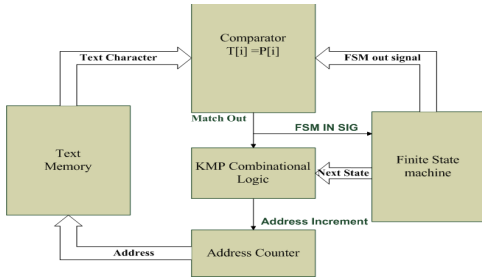 Comparator
T[i] =P[i]
Text Character
FSM out signal
Match Out
FSM IN SIG
Text
Memory
KMP Combinational
Logic
Next State
Finite State
machine
Address Increment
Address
Address Counter